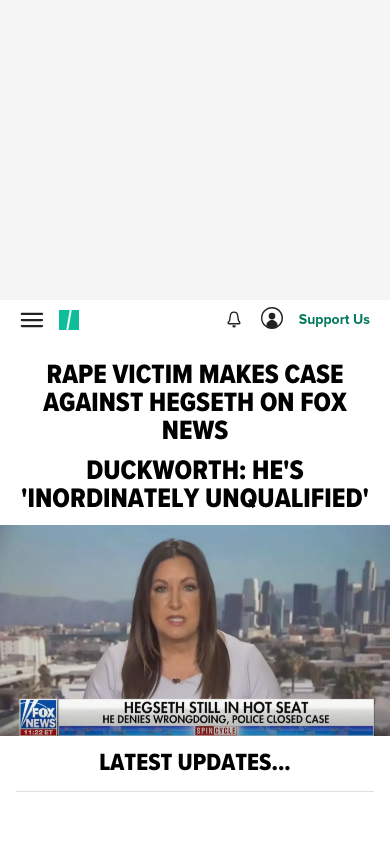 Support Us
RAPE VICTIM MAKES CASE
AGAINST HEGSETH ON FOX
NEWS
DUCKWORTH: HE'S
'INORDINATELY UNQUALIFIED'
HEGSETH STILL IN HOT SEAT
HE DENIES WRONGDOING, POLICE CLOSED CASE
FOX
NEWS
11:22 ET
SPIN CYCLE
LATEST UPDATES...